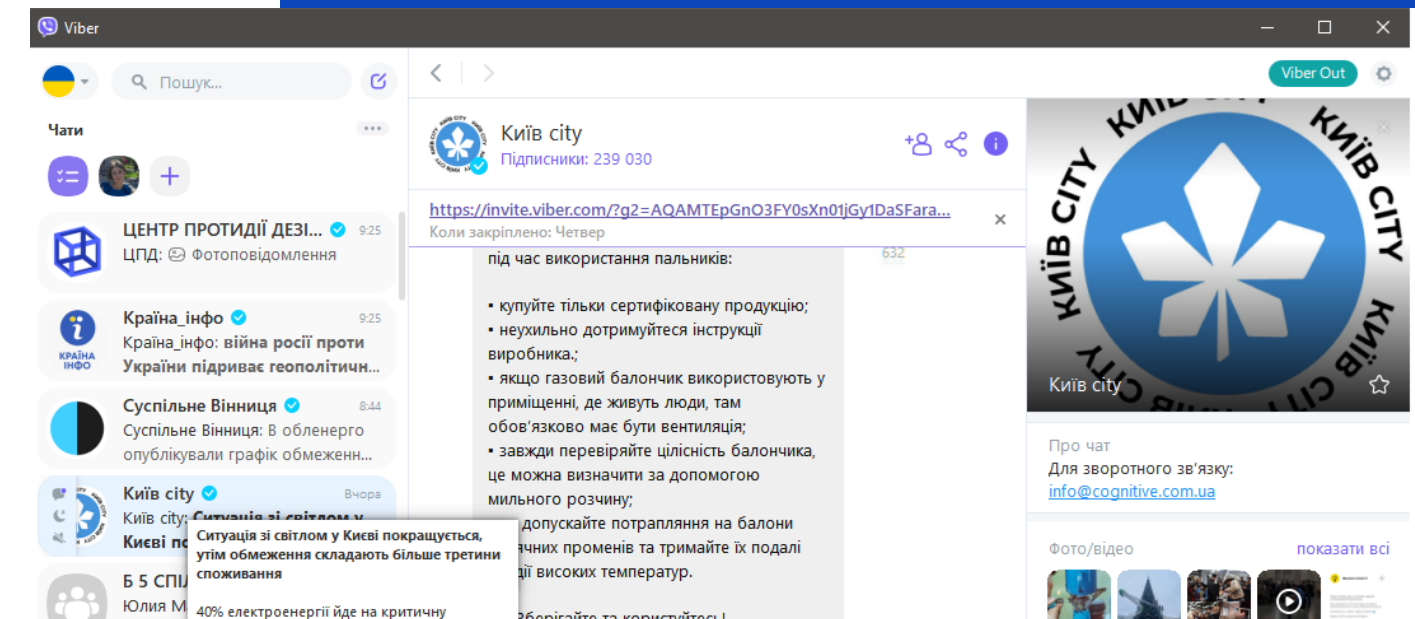 Viber
Пошук...
Чати
ЦЕНТР ПРОТИДІЇ ДЕЗІ... 9:25
ЦПД: Фотоповідомлення
Країна_інфо 9:25
Країна_інфо: війна росії проти
України підриває геополітичн...
КРАЇНА
ІНФО
Суспільне Вінниця 8:44
Суспільне Вінниця: В обленерго
опублікували графік обмеженн...
Київ city Вчора
Київ city: Ситуація зі світлом у
Києві
Ситуація зі світлом у Києві покращується,
утім обмеження складають більше третини
споживання
40% електроенергії йде на критичну
Б 5
Юлия
Київ city
Підписники: 239 030
https://invite.viber.com/?g2=AQAMTEpGnO3FY0sXn01jGy1DaSFara...
Коли закріплено: Четвер
632
під час використання пальників:
▪ купуйте тільки сертифіковану продукцію;
▪ неухильно дотримуйтеся інструкції
виробника.;
▪ якщо газовий балончик використовують у
приміщенні, де живуть люди, там
обов'язково має бути вентиляція;
▪ завжди перевіряйте цілісність балончика,
це можна визначити за допомогою
мильного розчину;
допускайте потрапляння на балони
променів та тримайте їх подалі
високих температур.
Зберігайте та користуйтесь!
Viber Out
КИЇВ CITY
КИЇВ CITY
КИЇВ CITY
Київ city
Про чат
Для зворотного зв'язку:
info@cognitive.com.ua
Фото/відео показати всі